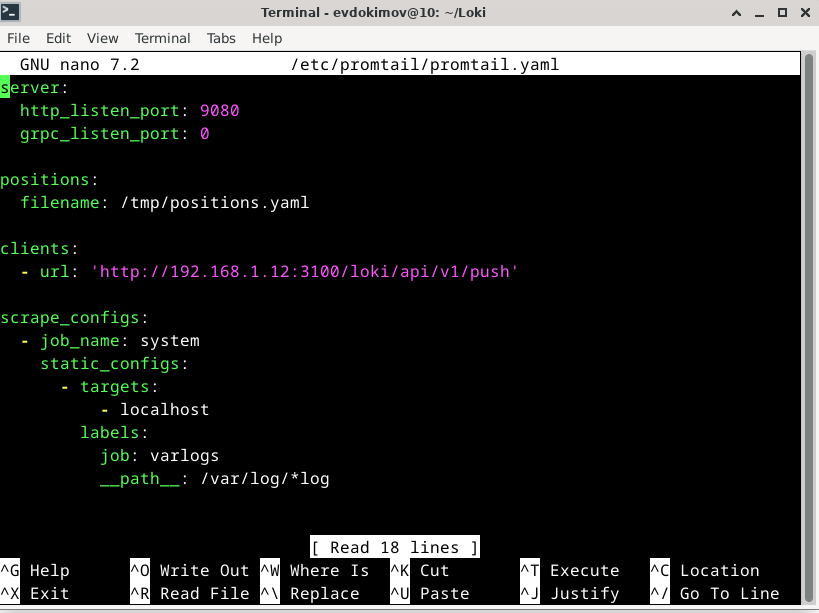 Terminal - evdokimov@10: ~/Loki
File Edit View Terminal Tabs Help
GNU nano 7.2 /etc/promtail/promtail.yaml
server:
  http_listen_port: 9080
  grpc_listen_port: 0

positions:
  filename: /tmp/positions.yaml

clients:
  - url: 'http://192.168.1.12:3100/loki/api/v1/push'

scrape_configs:
  - job_name: system
    static_configs:
      - targets:
          - localhost
        labels:
          job: varlogs
          __path__: /var/log/*log

[ Read 18 lines ]
^G Help ^O Write Out ^W Where Is ^K Cut ^T Execute ^C Location
^X Exit ^R Read File ^\ Replace ^U Paste ^J Justify ^/ Go To Line